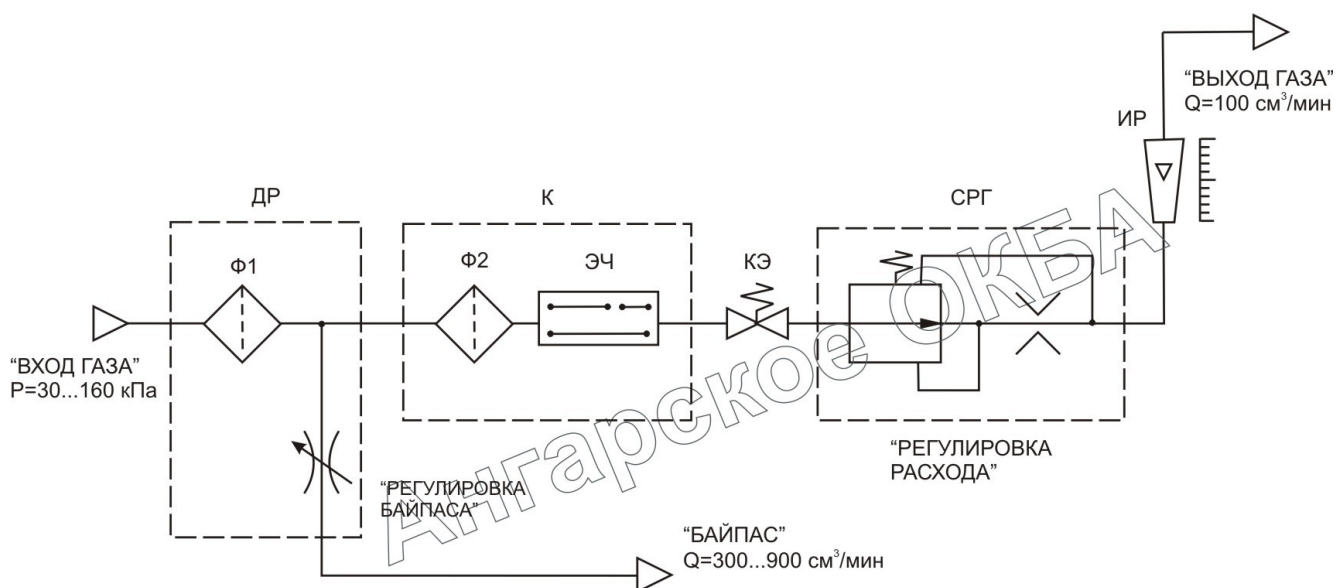 "ВЫХОД ГАЗА"
Q=100 см³/мин
ИР
ДР
К
СРГ
Ф1
Ф2
ЭЧ
КЭ
"ВХОД ГАЗА"
Р=30...160 кПа
"РЕГУЛИРОВКА
РАСХОДА"
"РЕГУЛИРОВКА
БАЙПАСА"
"БАЙПАС"
Q=300...900 см³/мин
Ангарское ОКБА